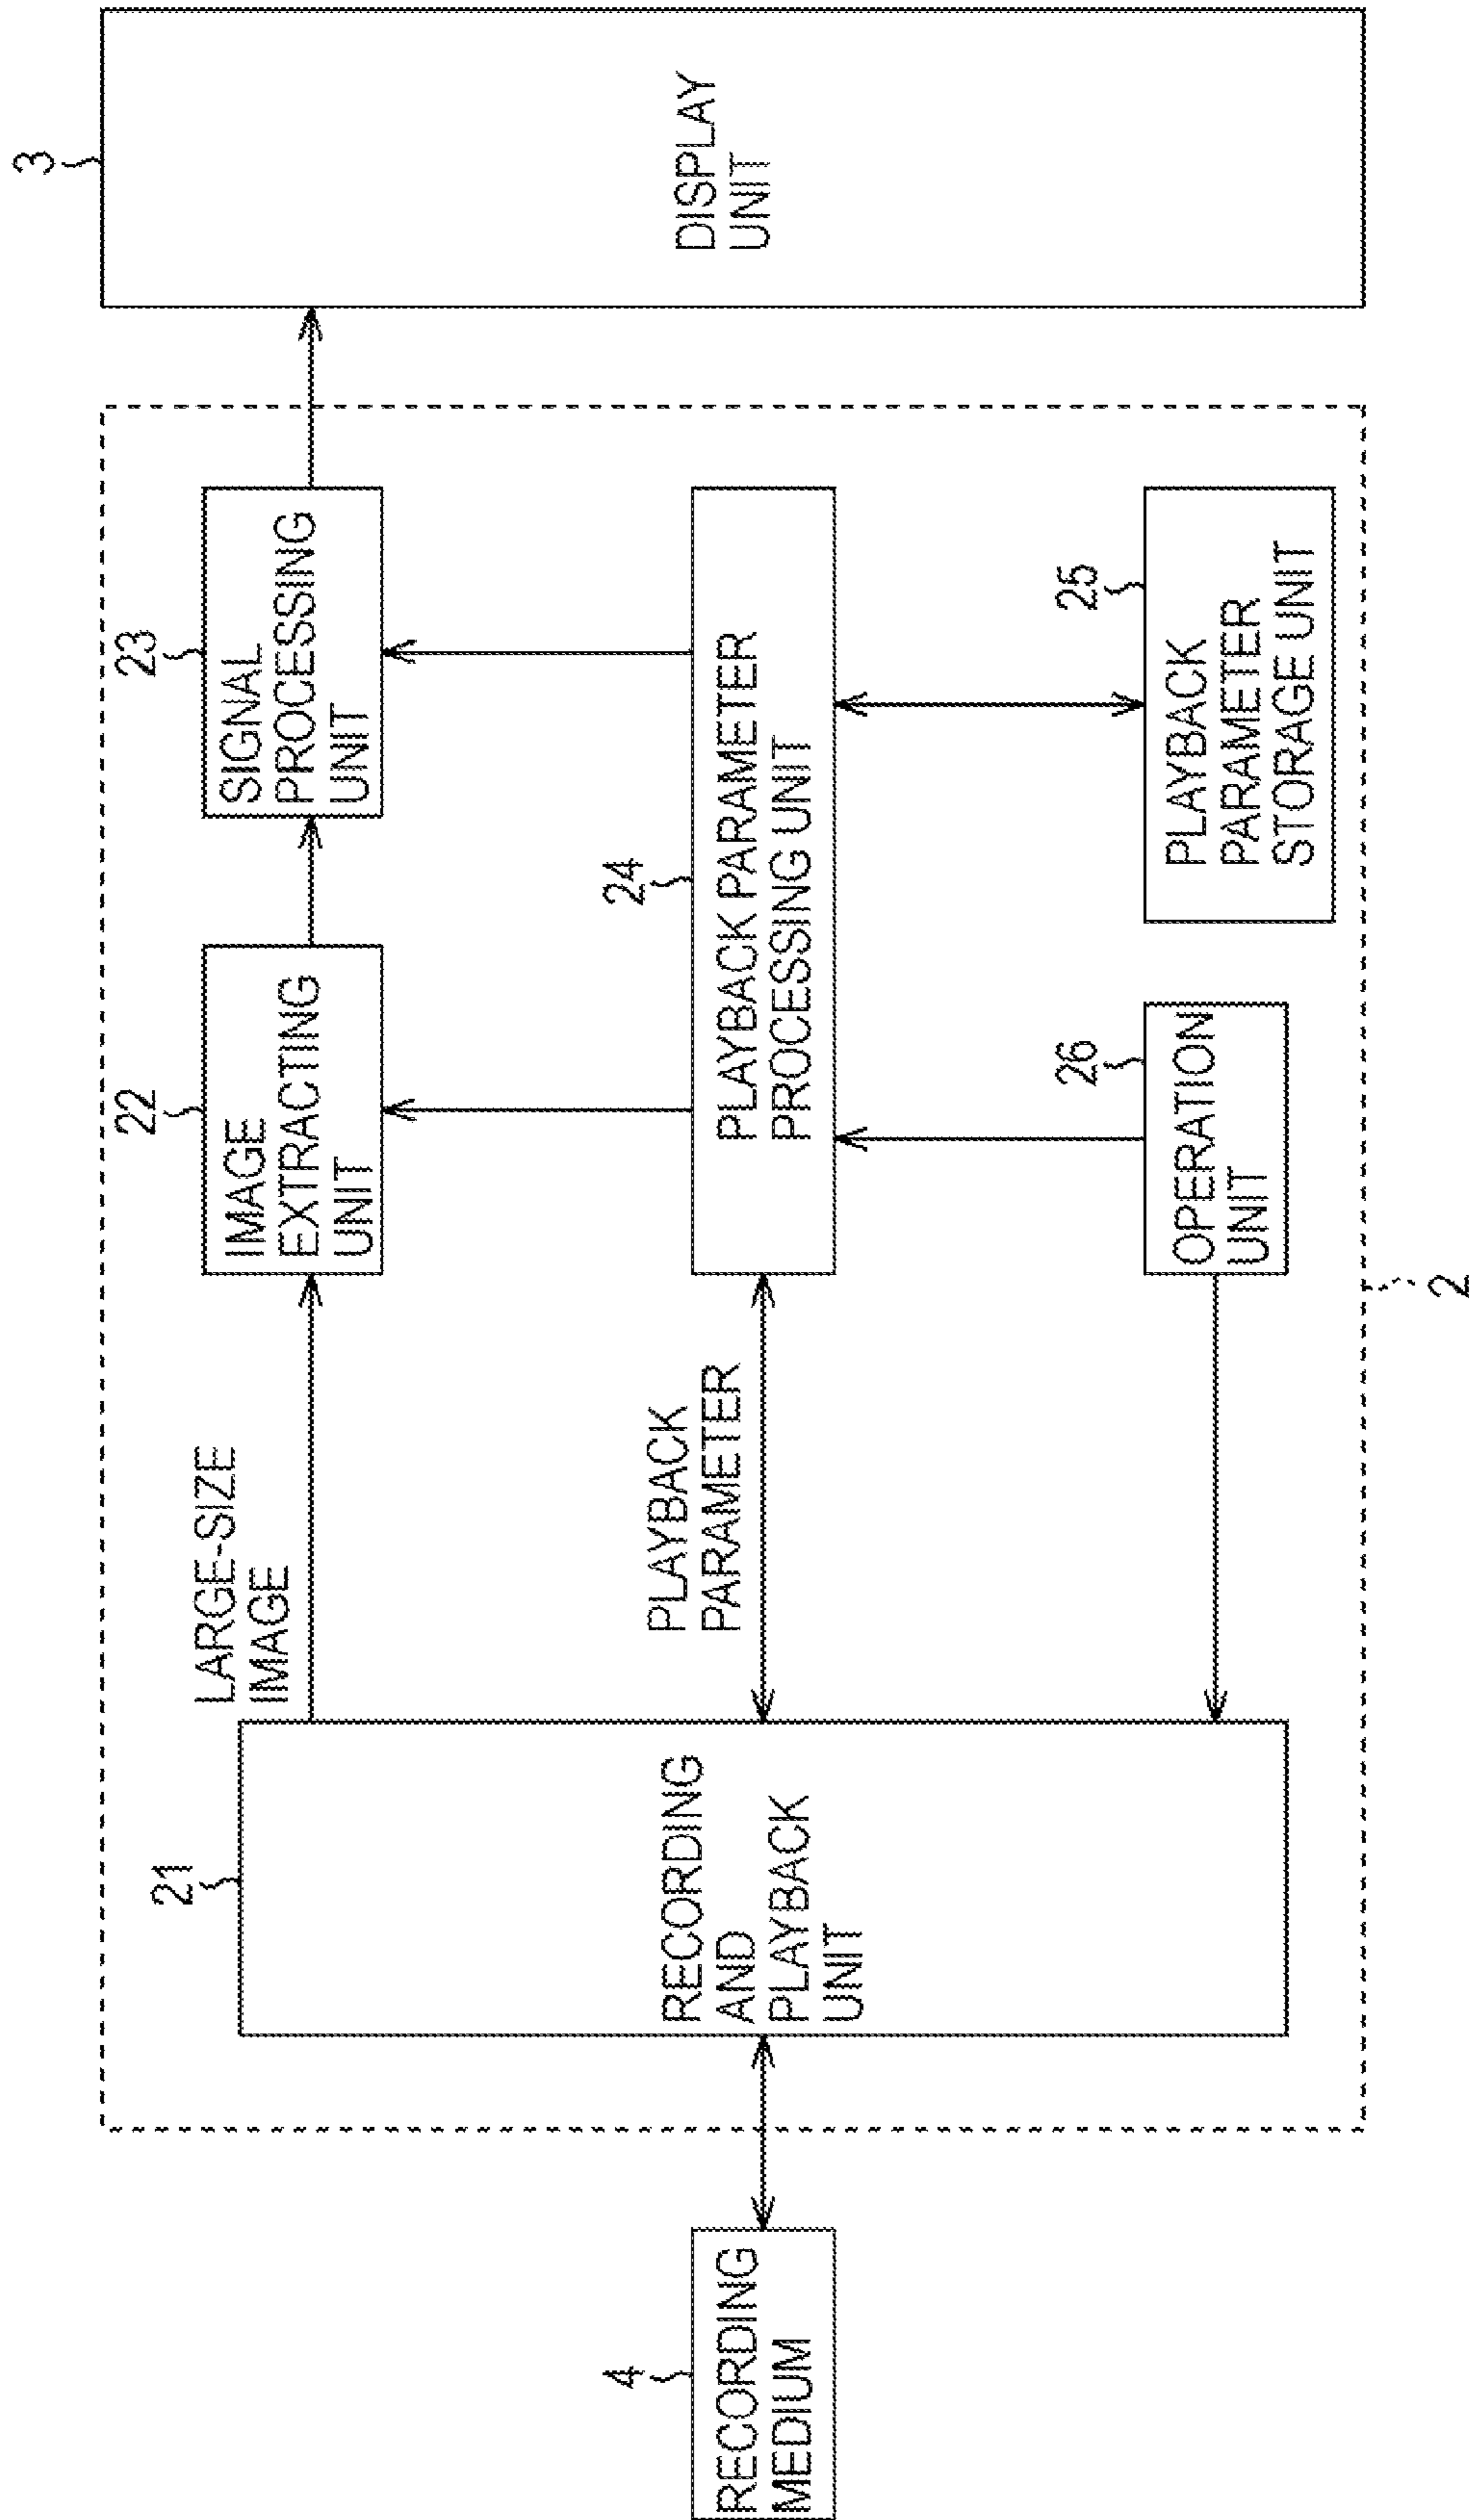 4
RECORDING
MEDIUM
21
RECORDING
AND
PLAYBACK
UNIT
LARGE-SIZE
IMAGE
PLAYBACK
PARAMETER
22
IMAGE
EXTRACTING
UNIT
23
SIGNAL
PROCESSING
UNIT
24
PLAYBACK PARAMETER
PROCESSING UNIT
26
OPERATION
UNIT
25
PLAYBACK
PARAMETER
STORAGE UNIT
2
3
DISPLAY
UNIT